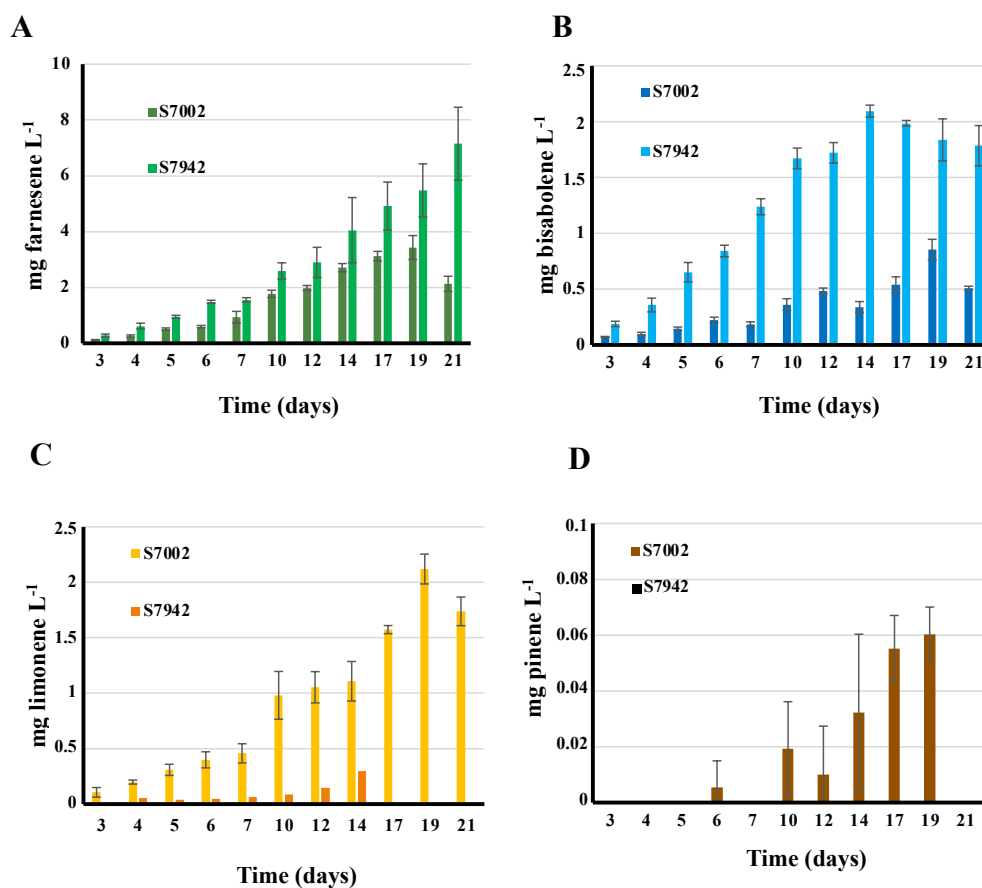 A
mg farnesene L-1
10
8
6
4
2
0
S7002
S7942
3 4 5 6 7 10 12 14 17 19 21
Time (days)
B
mg bisabolene L-1
2.5
2
1.5
1
0.5
0
S7002
S7942
3 4 5 6 7 10 12 14 17 19 21
Time (days)
C
mg limonene L-1
2.5
2
1.5
1
0.5
0
S7002
S7942
3 4 5 6 7 10 12 14 17 19 21
Time (days)
D
mg pinene L-1
0.1
0.08
0.06
0.04
0.02
0
S7002
S7942
3 4 5 6 7 10 12 14 17 19 21
Time (days)